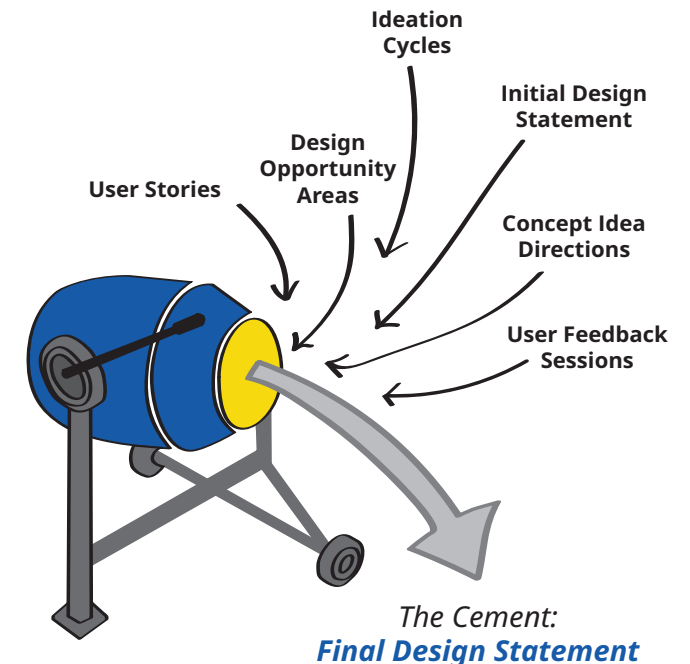 Ideation
Cycles
Initial Design
Statement
Design
Opportunity
Areas
User Stories
Concept Idea
Directions
User Feedback
Sessions
The Cement:
Final Design Statement